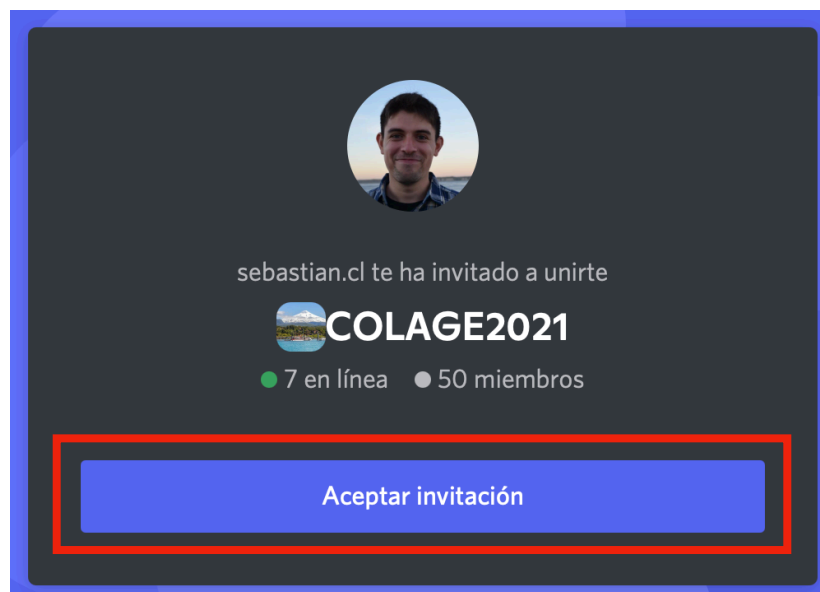 sebastian.cl te ha invitado a unirte
COLAGE2021
7 en línea 50 miembros
Aceptar invitación